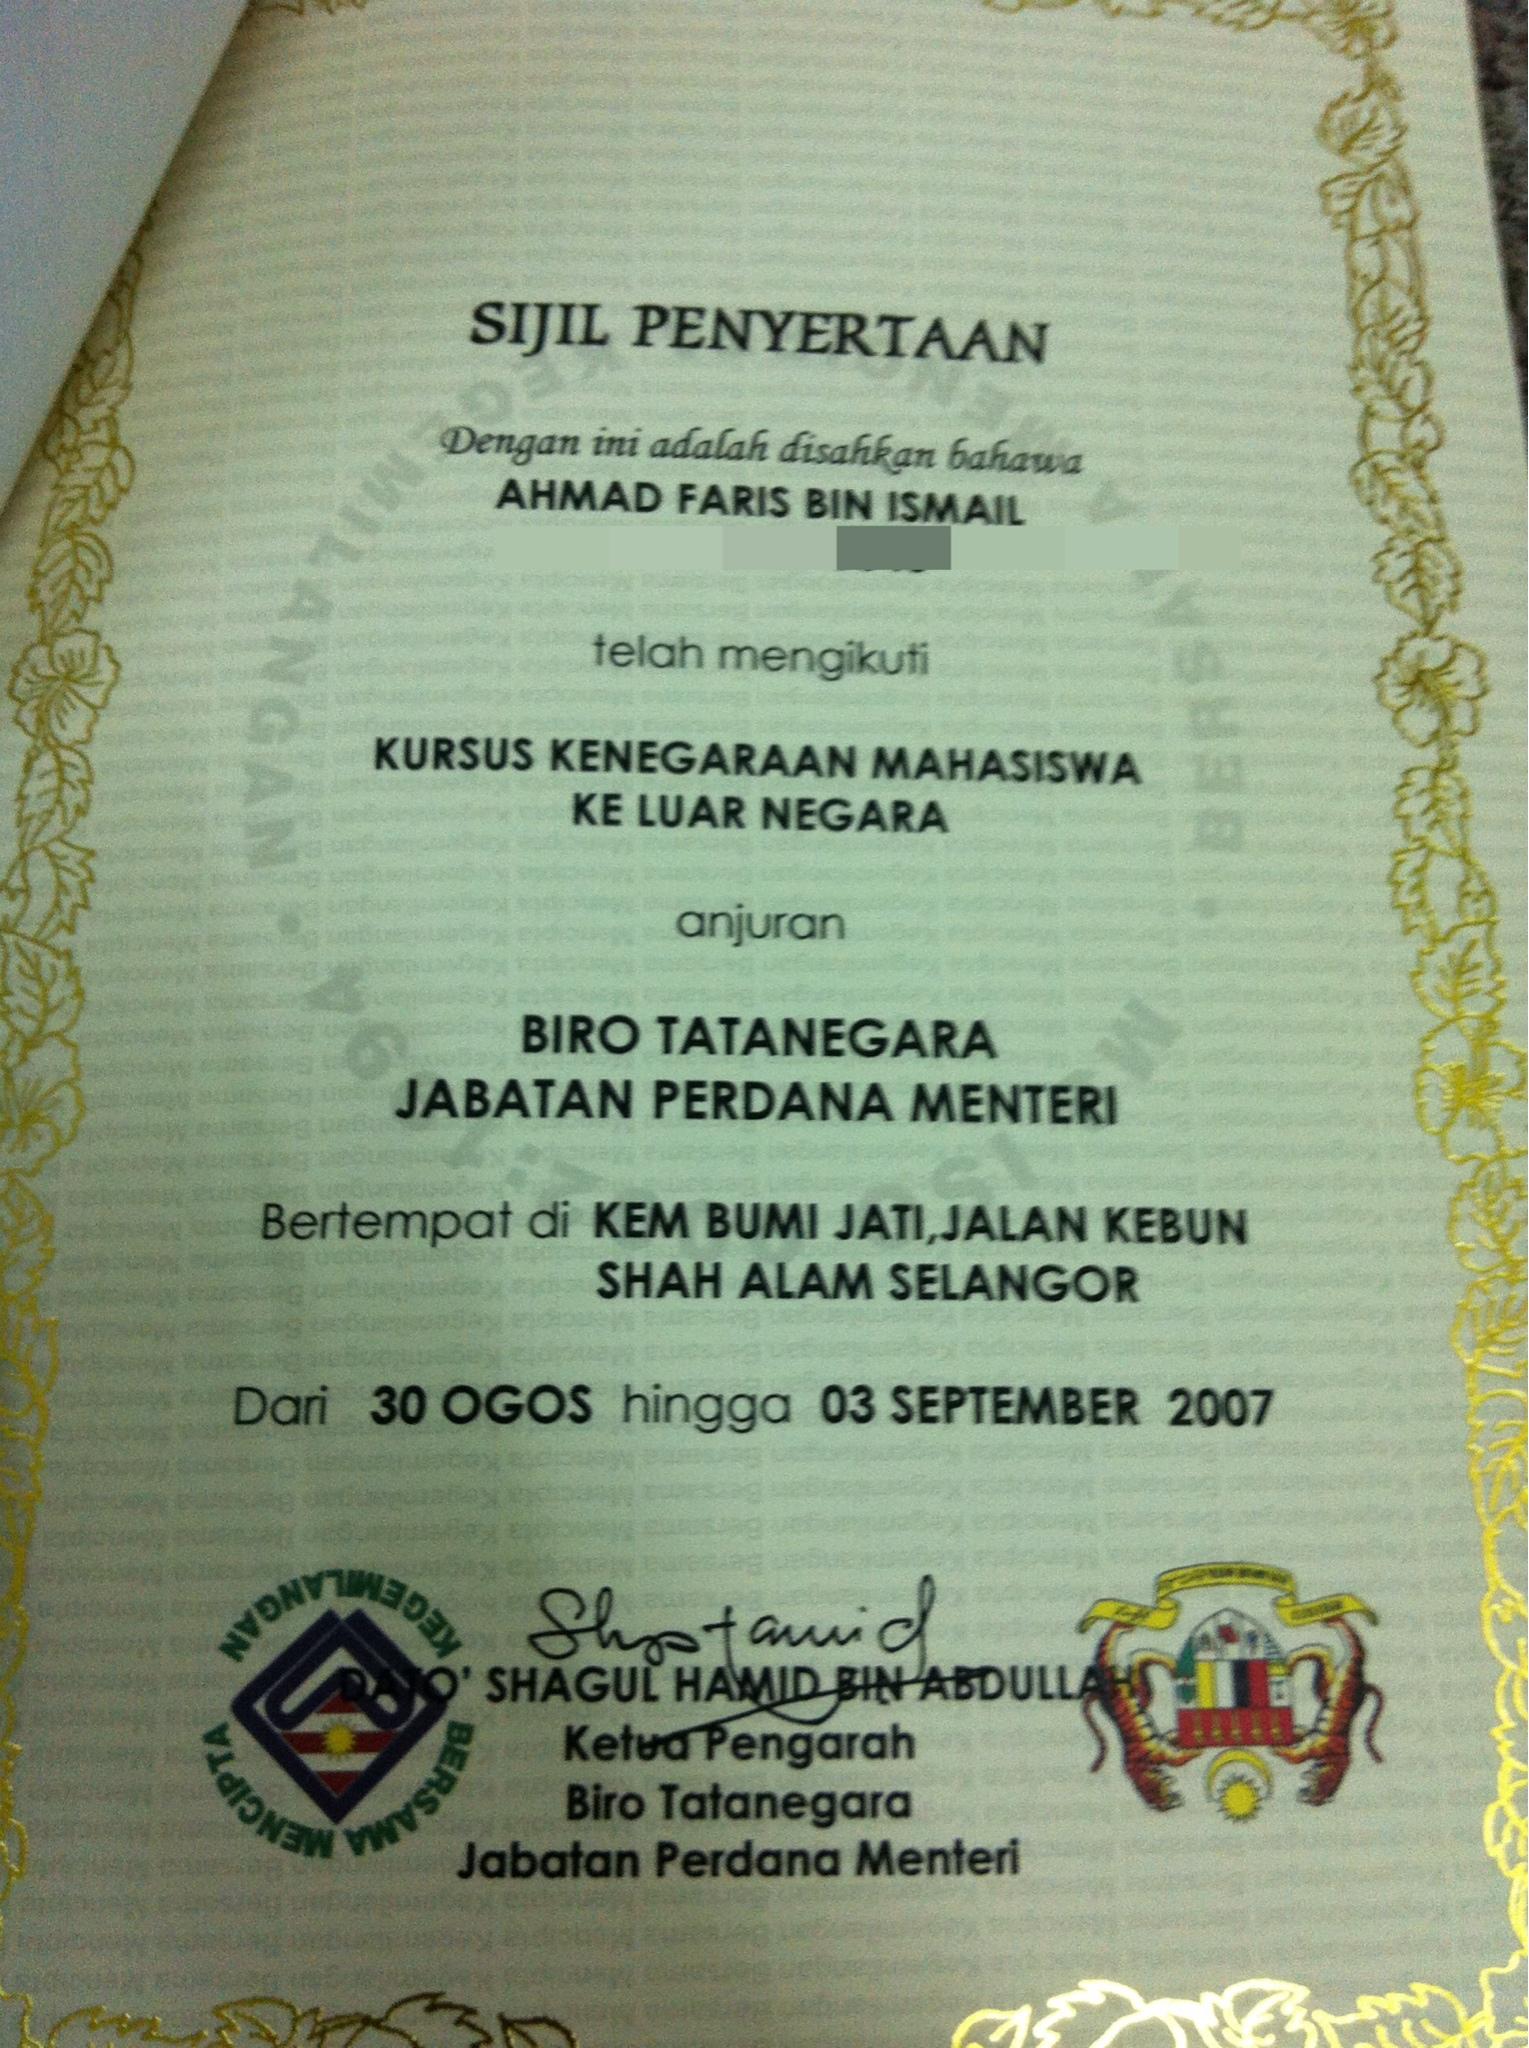 SIJIL PENYERTAAN
Dengan ini adalah disahkan bahawa
AHMAD FARIS BIN ISMAIL
telah mengikuti
KURSUS KENEGARAAN MAHASISWA
KE LUAR NEGARA
anjuran
BIRO TATANEGARA
JABATAN PERDANA MENTERI
Bertempat di KEM BUMI JATI,JALAN KEBUN
SHAH ALAM SELANGOR
Dari 30 OGOS hingga 03 SEPTEMBER 2007
BERSAMA MENCIPTA KEGEMILANGAN
DATO' SHAGUL HAMID BIN ABDULLAH
Ketua Pengarah
Biro Tatanegara
Jabatan Perdana Menteri